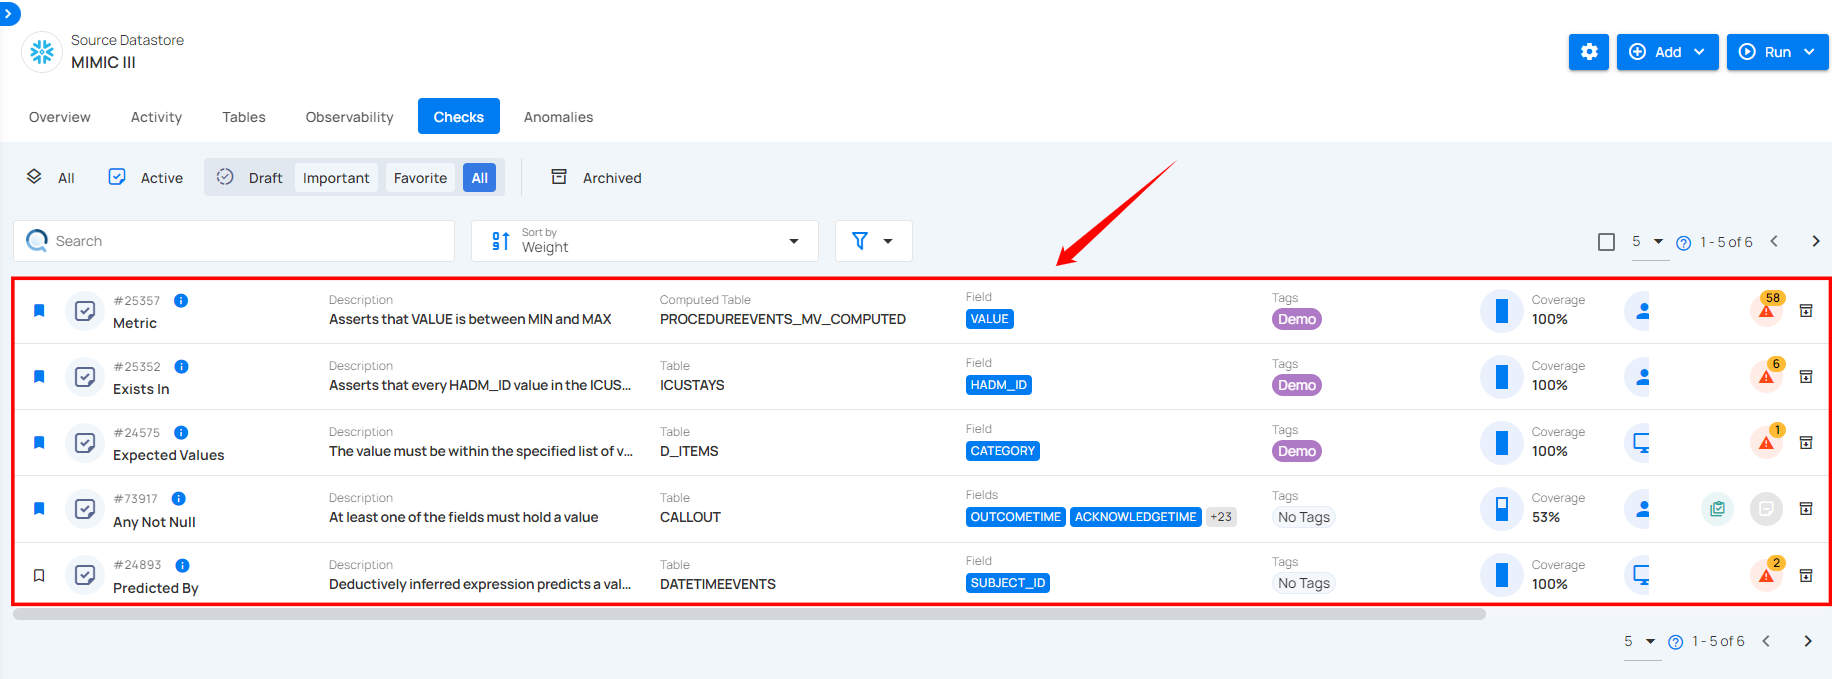 Source Datastore
MIMIC III
Add
Run
Overview
Activity
Tables
Observability
Checks
Anomalies
All
Active
Draft
Important
Favorite
All
Archived
Search
Sort by
Weight
5
1 - 5 of 6
#25357
Metric
Description
Asserts that VALUE is between MIN and MAX
Computed Table
PROCEDUREEVENTS_MV_COMPUTED
Field
VALUE
Tags
Demo
Coverage
100%
58
#25352
Exists In
Description
Asserts that every HADM_ID value in the ICUS...
Table
ICUSTAYS
Field
HADM_ID
Tags
Demo
Coverage
100%
6
#24575
Expected Values
Description
The value must be within the specified list of v...
Table
D_ITEMS
Field
CATEGORY
Tags
Demo
Coverage
100%
1
#73917
Any Not Null
Description
At least one of the fields must hold a value
Table
CALLOUT
Fields
OUTCOMETIME ACKNOWLEDGETIME +23
Tags
No Tags
Coverage
53%
#24893
Predicted By
Description
Deductively inferred expression predicts a val...
Table
DATETIMEEVENTS
Field
SUBJECT_ID
Tags
No Tags
Coverage
100%
2
5
1 - 5 of 6